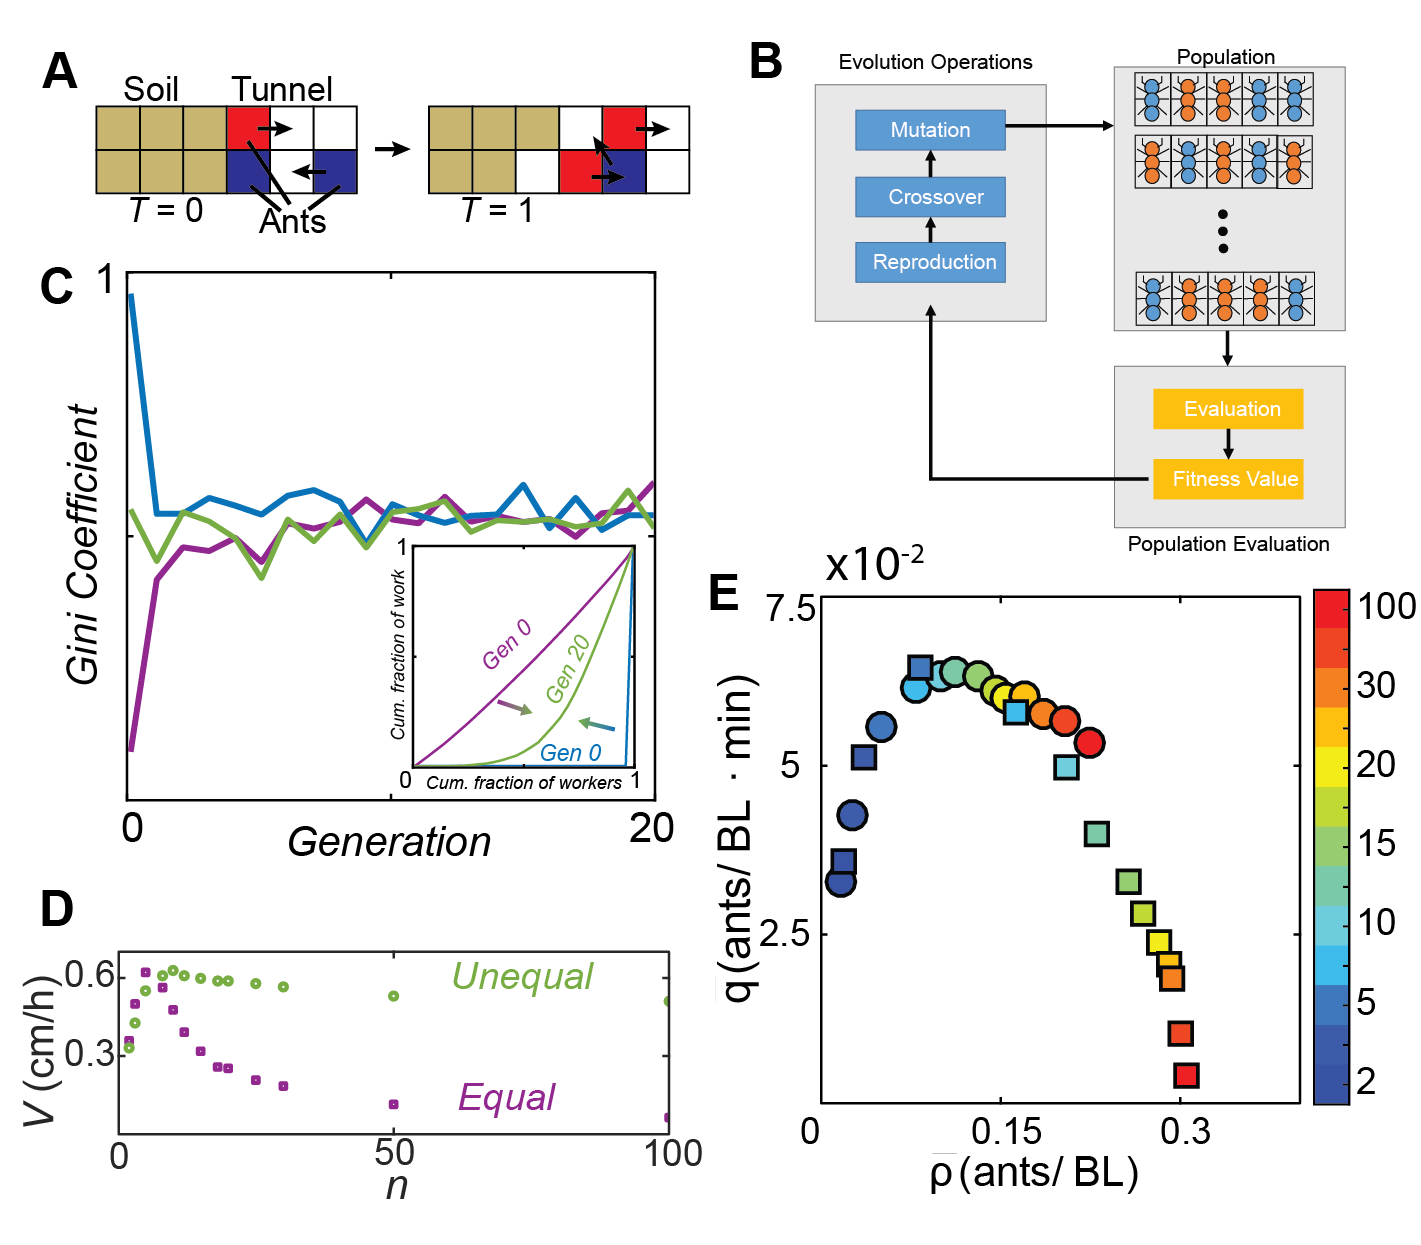 A
Soil Tunnel
T = 0
Ants
T = 1
B
Evolution Operations
Mutation
Crossover
Reproduction
Population
Evaluation
Fitness Value
Population Evaluation
C
1
Gini Coefficient
0
Generation
20
1
Cum. fraction of work
Gen 0
Gen 20
Gen 0
0
Cum. fraction of workers
1
D
V (cm/h)
0.6
0.3
Unequal
Equal
0
50
100
n
E
x10-2
7.5
5
2.5
q (ants/ BL · min)
0
0.15
0.3
ρ (ants/ BL)
100
30
20
15
10
5
2